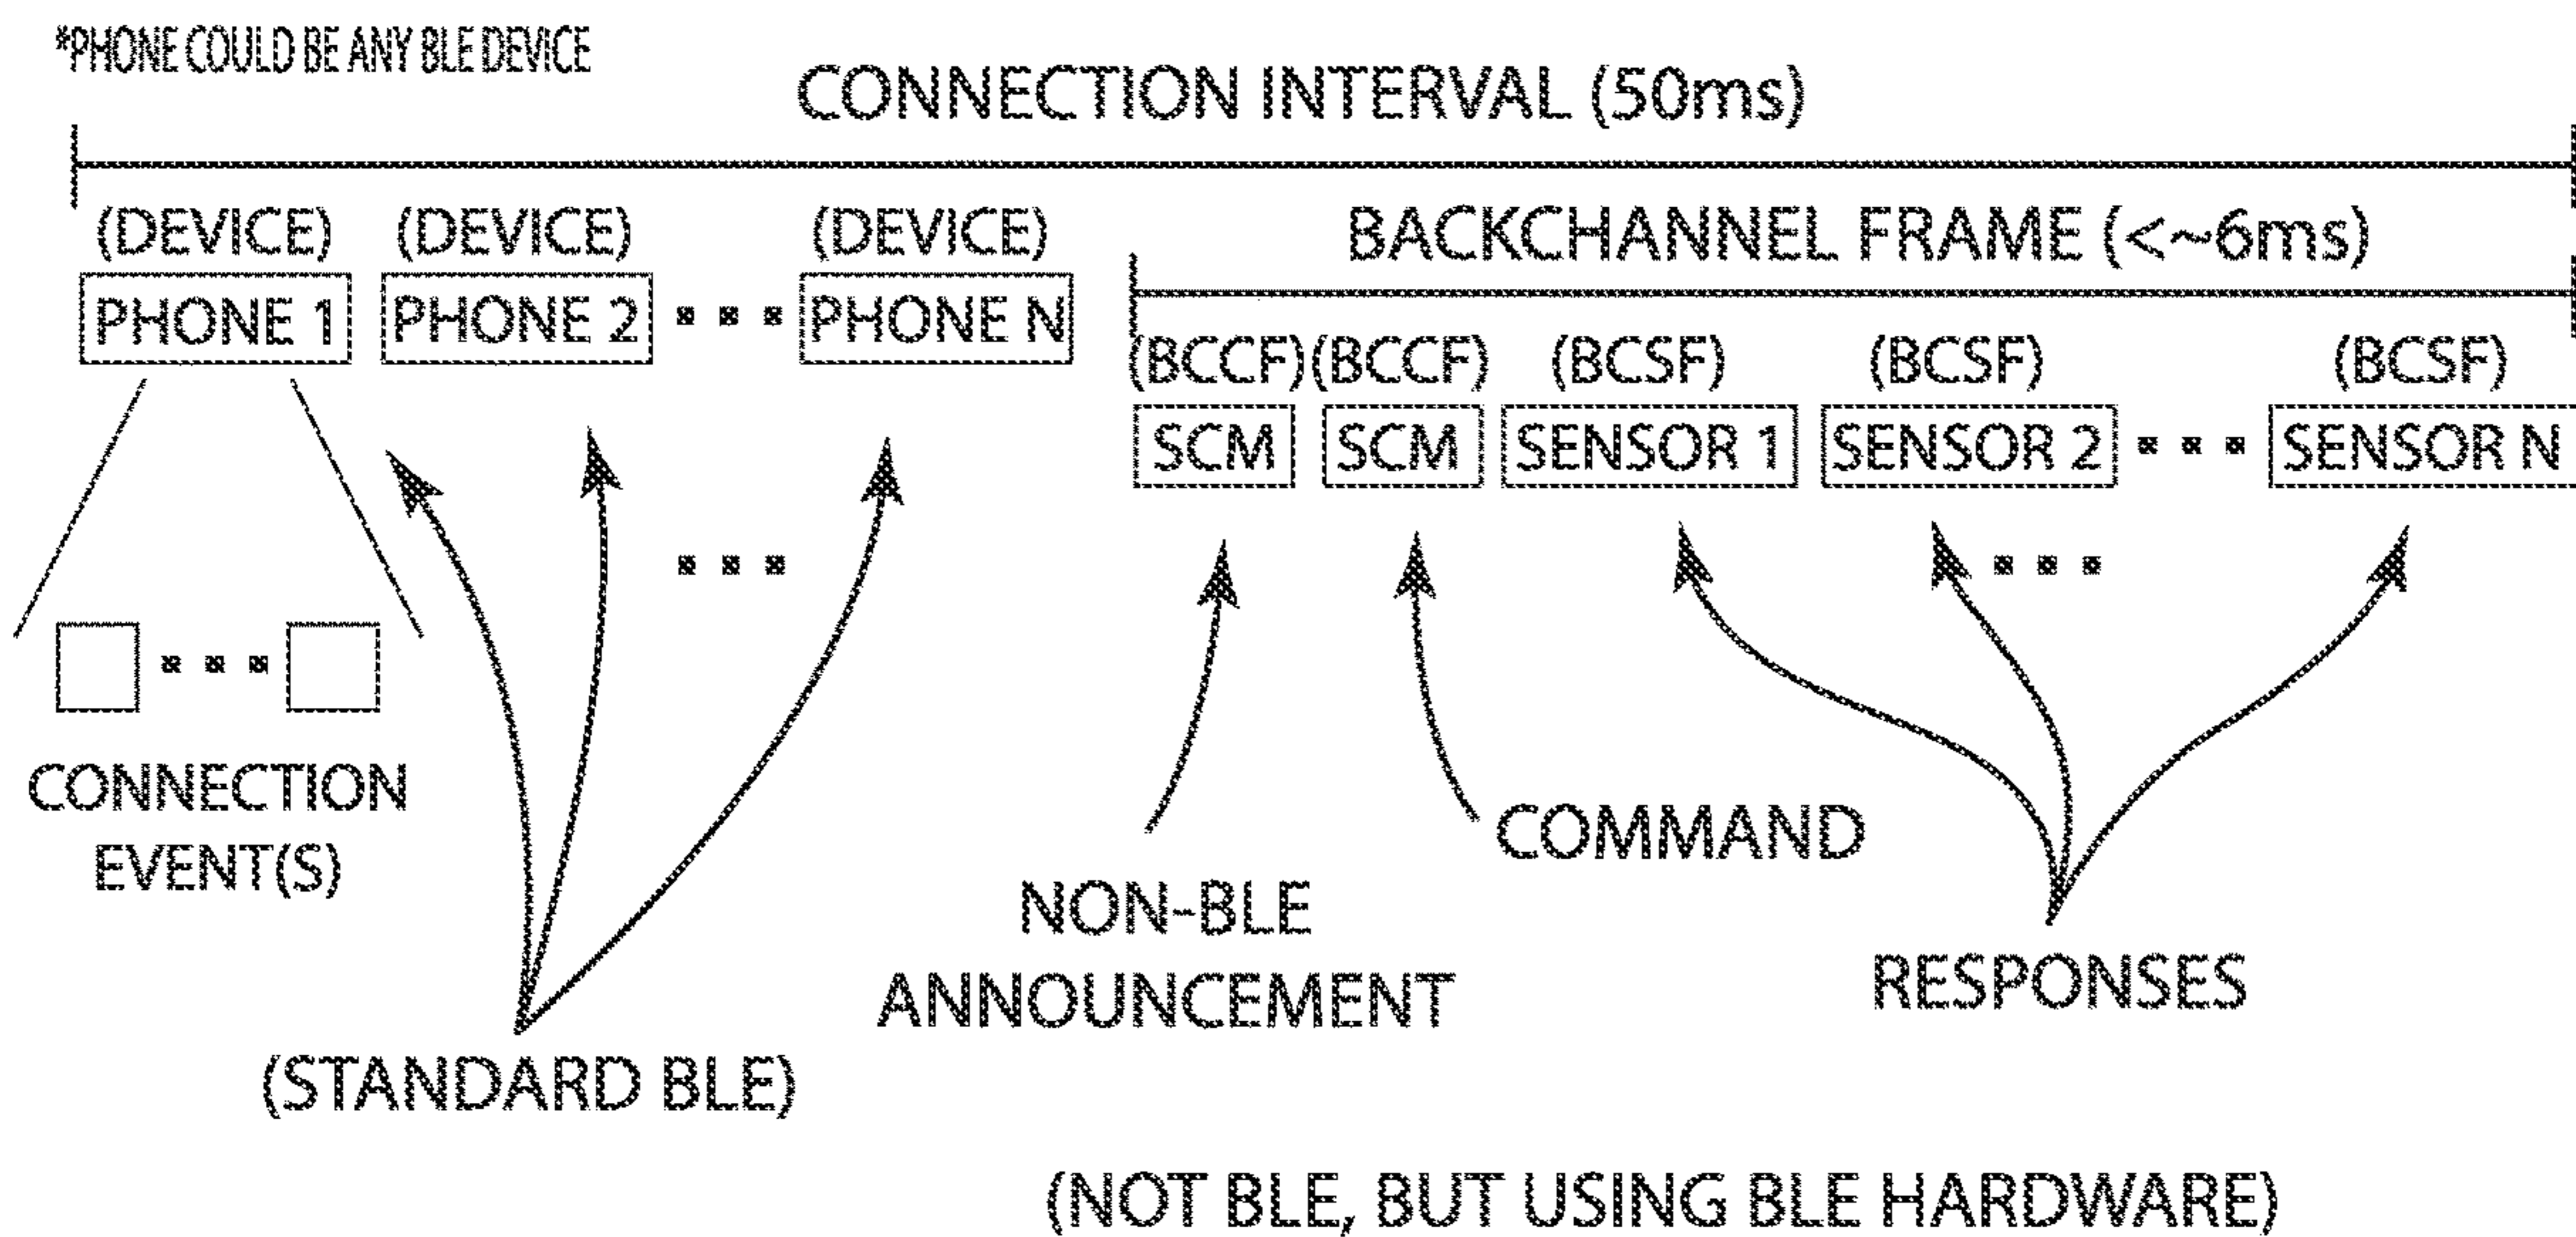 *PHONE COULD BE ANY BLE DEVICE
CONNECTION INTERVAL (50ms)
(DEVICE) (DEVICE) (DEVICE)
BACKCHANNEL FRAME (<~6ms)
PHONE 1 PHONE 2 ... PHONE N
(BCCF) (BCCF) (BCSF) (BCSF) (BCSF)
SCM SCM SENSOR 1 SENSOR 2 ... SENSOR N
CONNECTION
EVENT(S)
COMMAND
NON-BLE
ANNOUNCEMENT
RESPONSES
(STANDARD BLE)
(NOT BLE, BUT USING BLE HARDWARE)